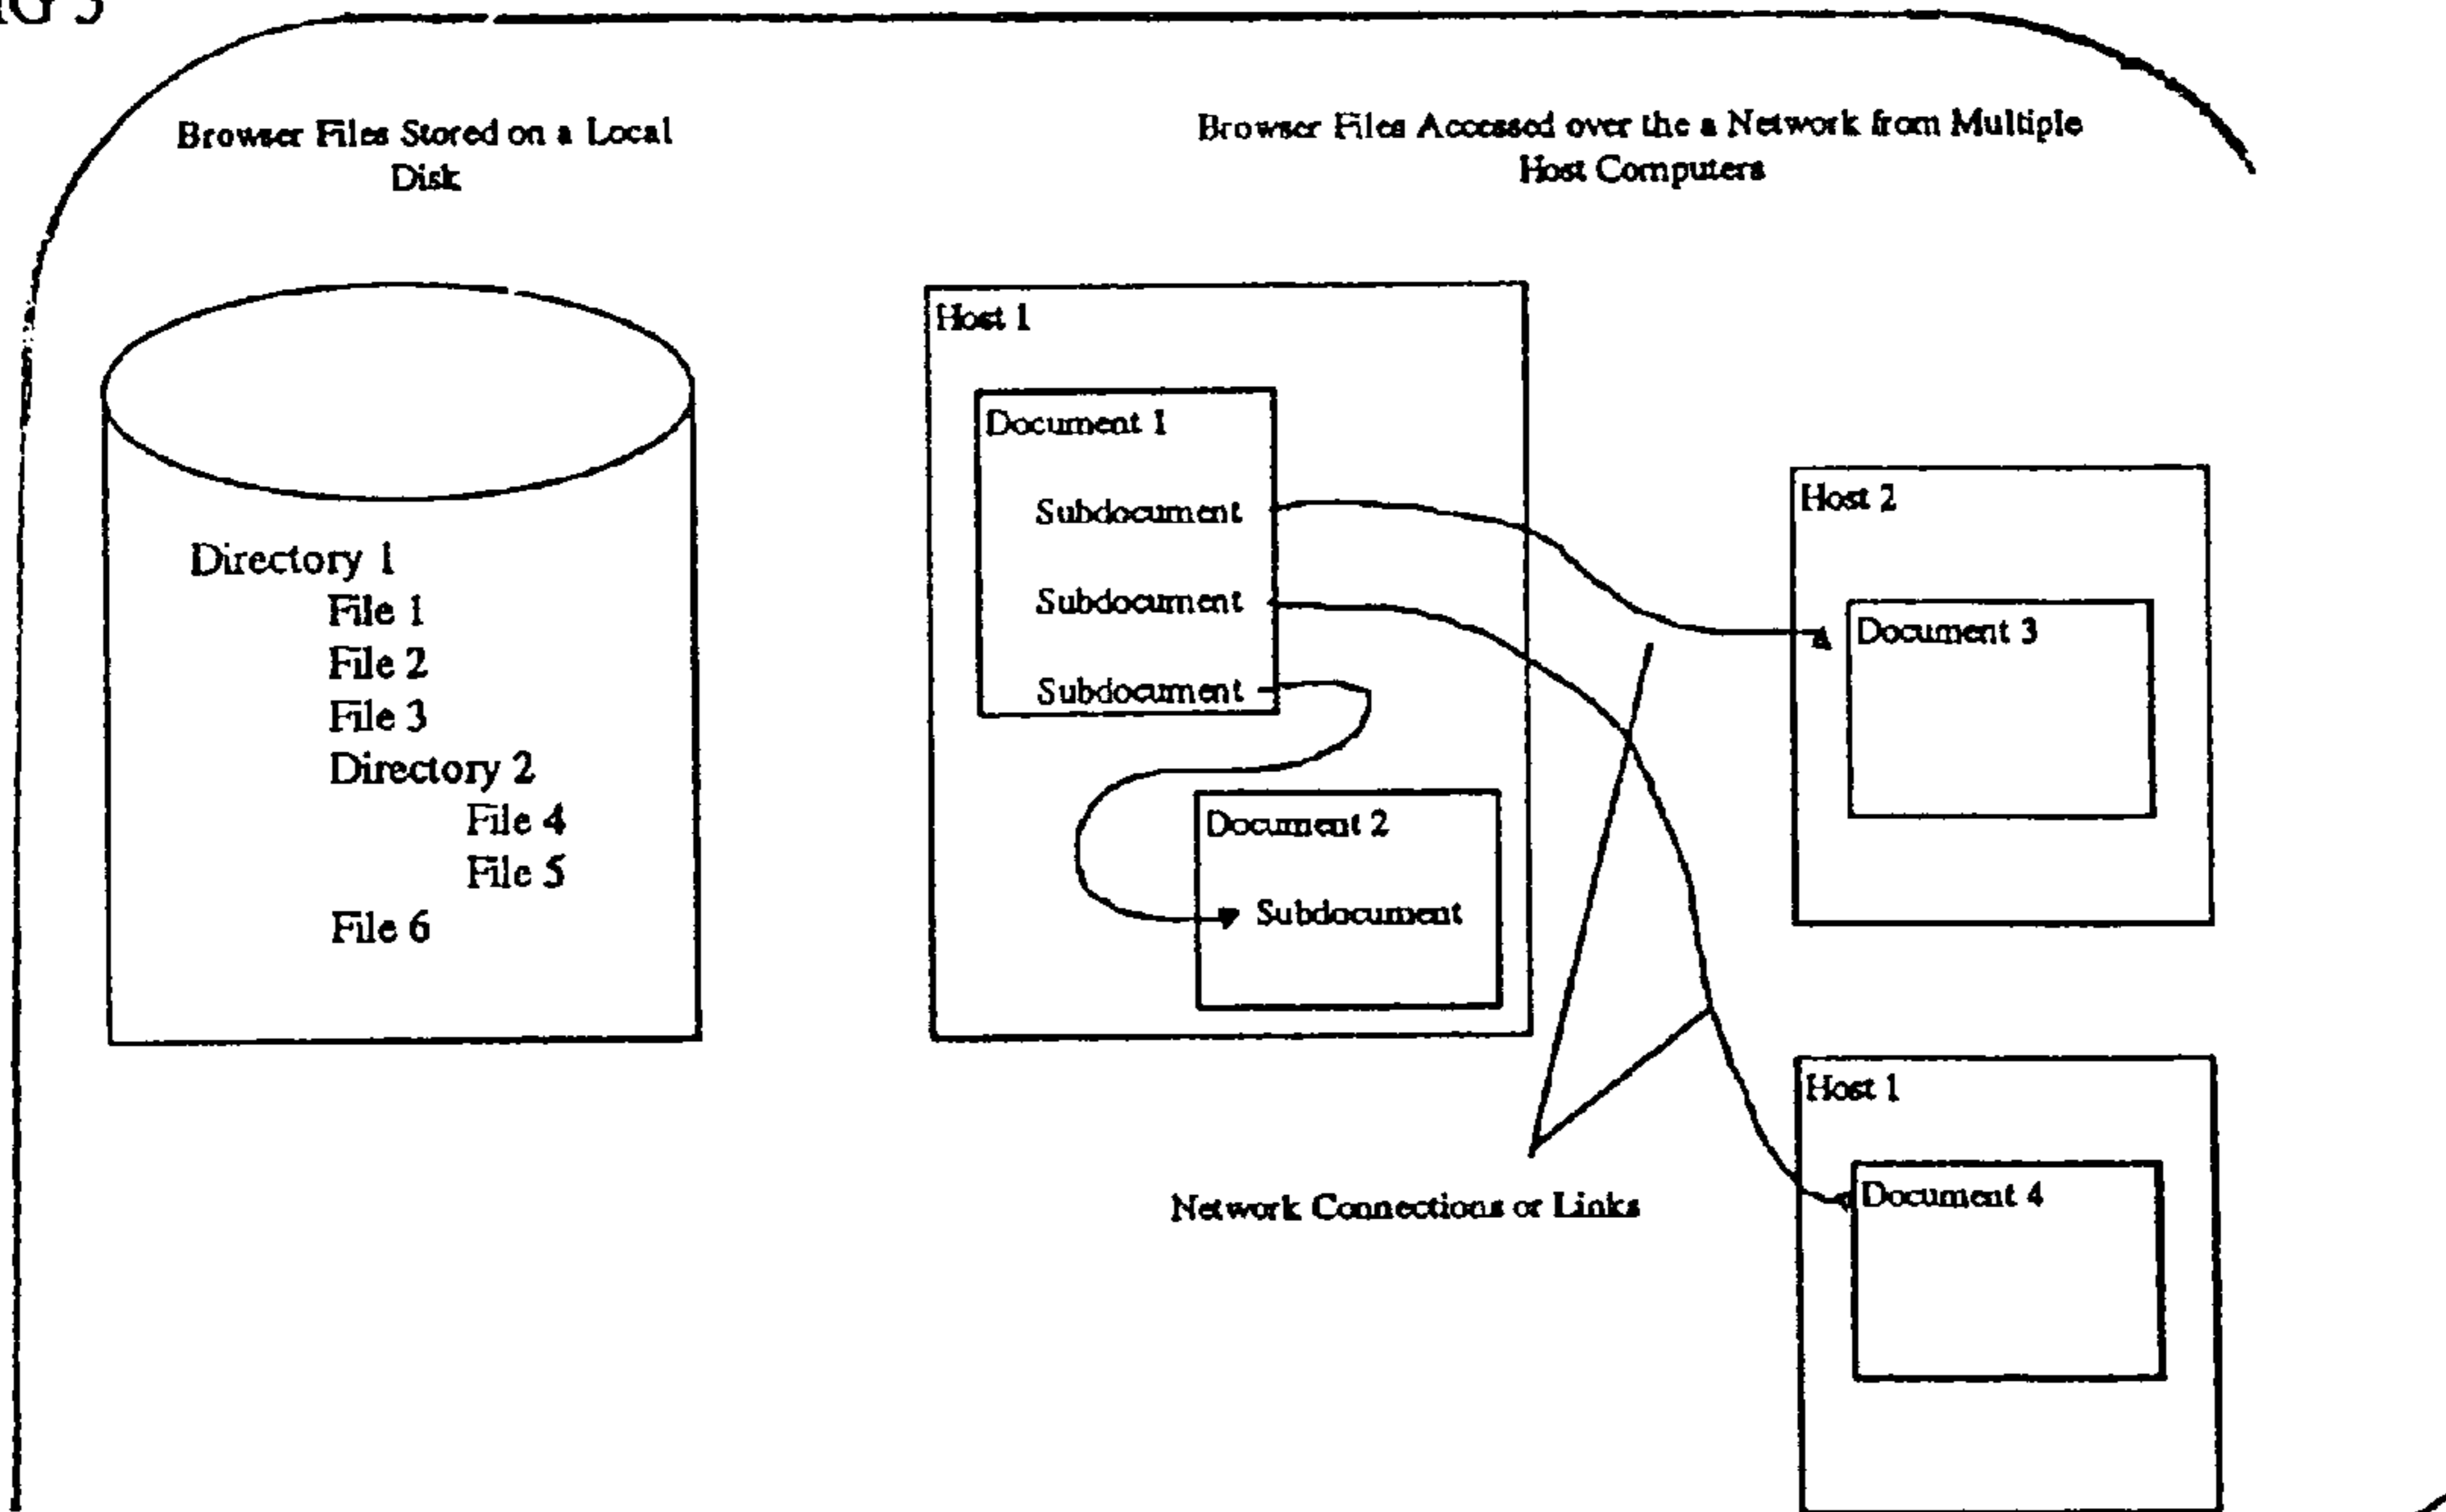 Browser Files Stored on a Local
Disk
Browser Files Accessed over the a Network from Multiple
Host Computers
Directory 1
File 1
File 2
File 3
Directory 2
File 4
File 5
File 6
Host 1
Document 1
Subdocument
Subdocument
Subdocument
Document 2
Subdocument
Host 2
Document 3
Network Connections or Links
Host 1
Document 4